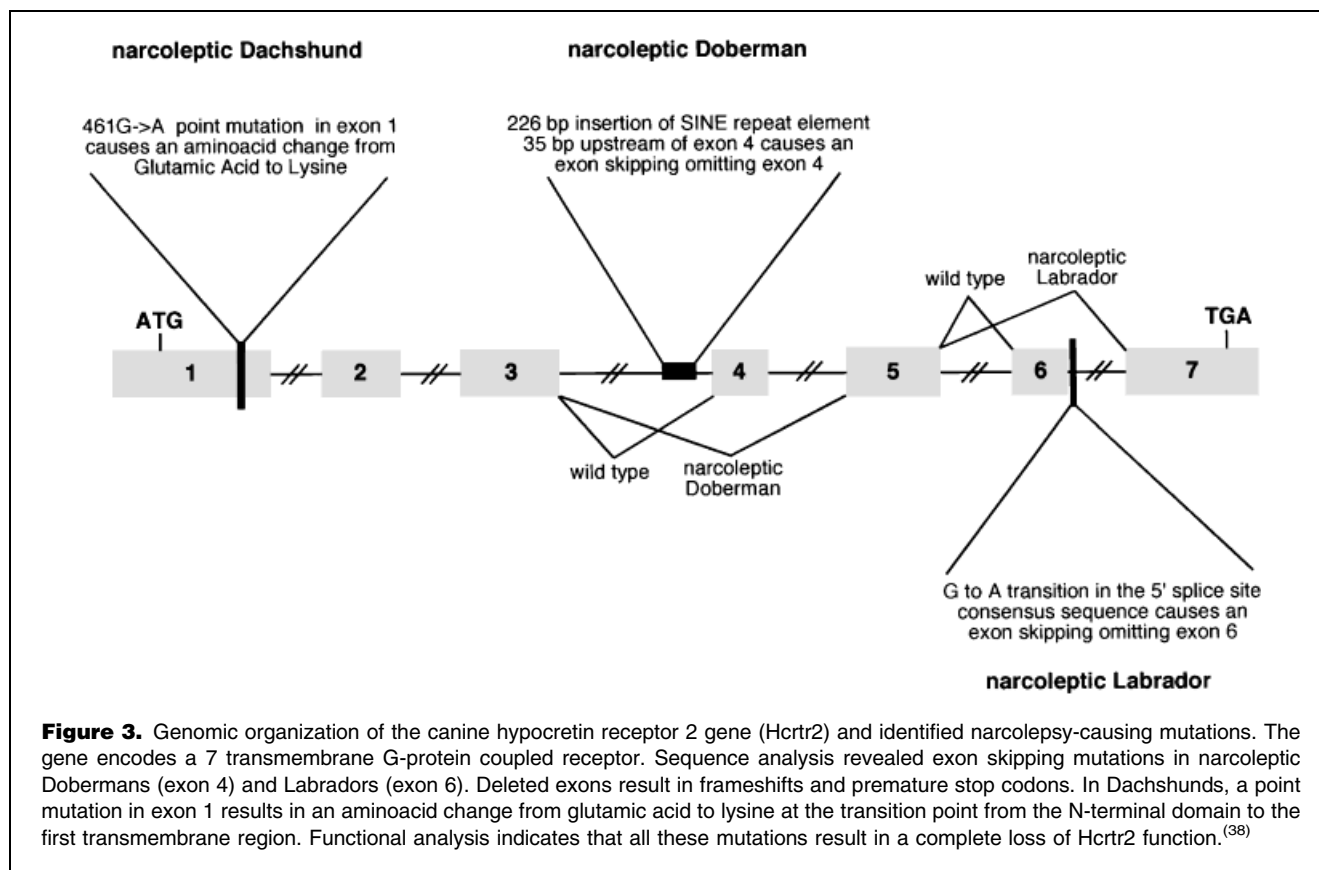 narcoleptic Dachshund
narcoleptic Doberman
461G->A point mutation in exon 1
causes an aminoacid change from
Glutamic Acid to Lysine
226 bp insertion of SINE repeat element
35 bp upstream of exon 4 causes an
exon skipping omitting exon 4
wild type
narcoleptic
Labrador
ATG
TGA
1
2
3
4
5
6
7
wild type
narcoleptic
Doberman
G to A transition in the 5' splice site
consensus sequence causes an
exon skipping omitting exon 6
narcoleptic Labrador
Figure 3. Genomic organization of the canine hypocretin receptor 2 gene (Hcrtr2) and identified narcolepsy-causing mutations. The
gene encodes a 7 transmembrane G-protein coupled receptor. Sequence analysis revealed exon skipping mutations in narcoleptic
Dobermans (exon 4) and Labradors (exon 6). Deleted exons result in frameshifts and premature stop codons. In Dachshunds, a point
mutation in exon 1 results in an aminoacid change from glutamic acid to lysine at the transition point from the N-terminal domain to the
first transmembrane region. Functional analysis indicates that all these mutations result in a complete loss of Hcrtr2 function.(38)